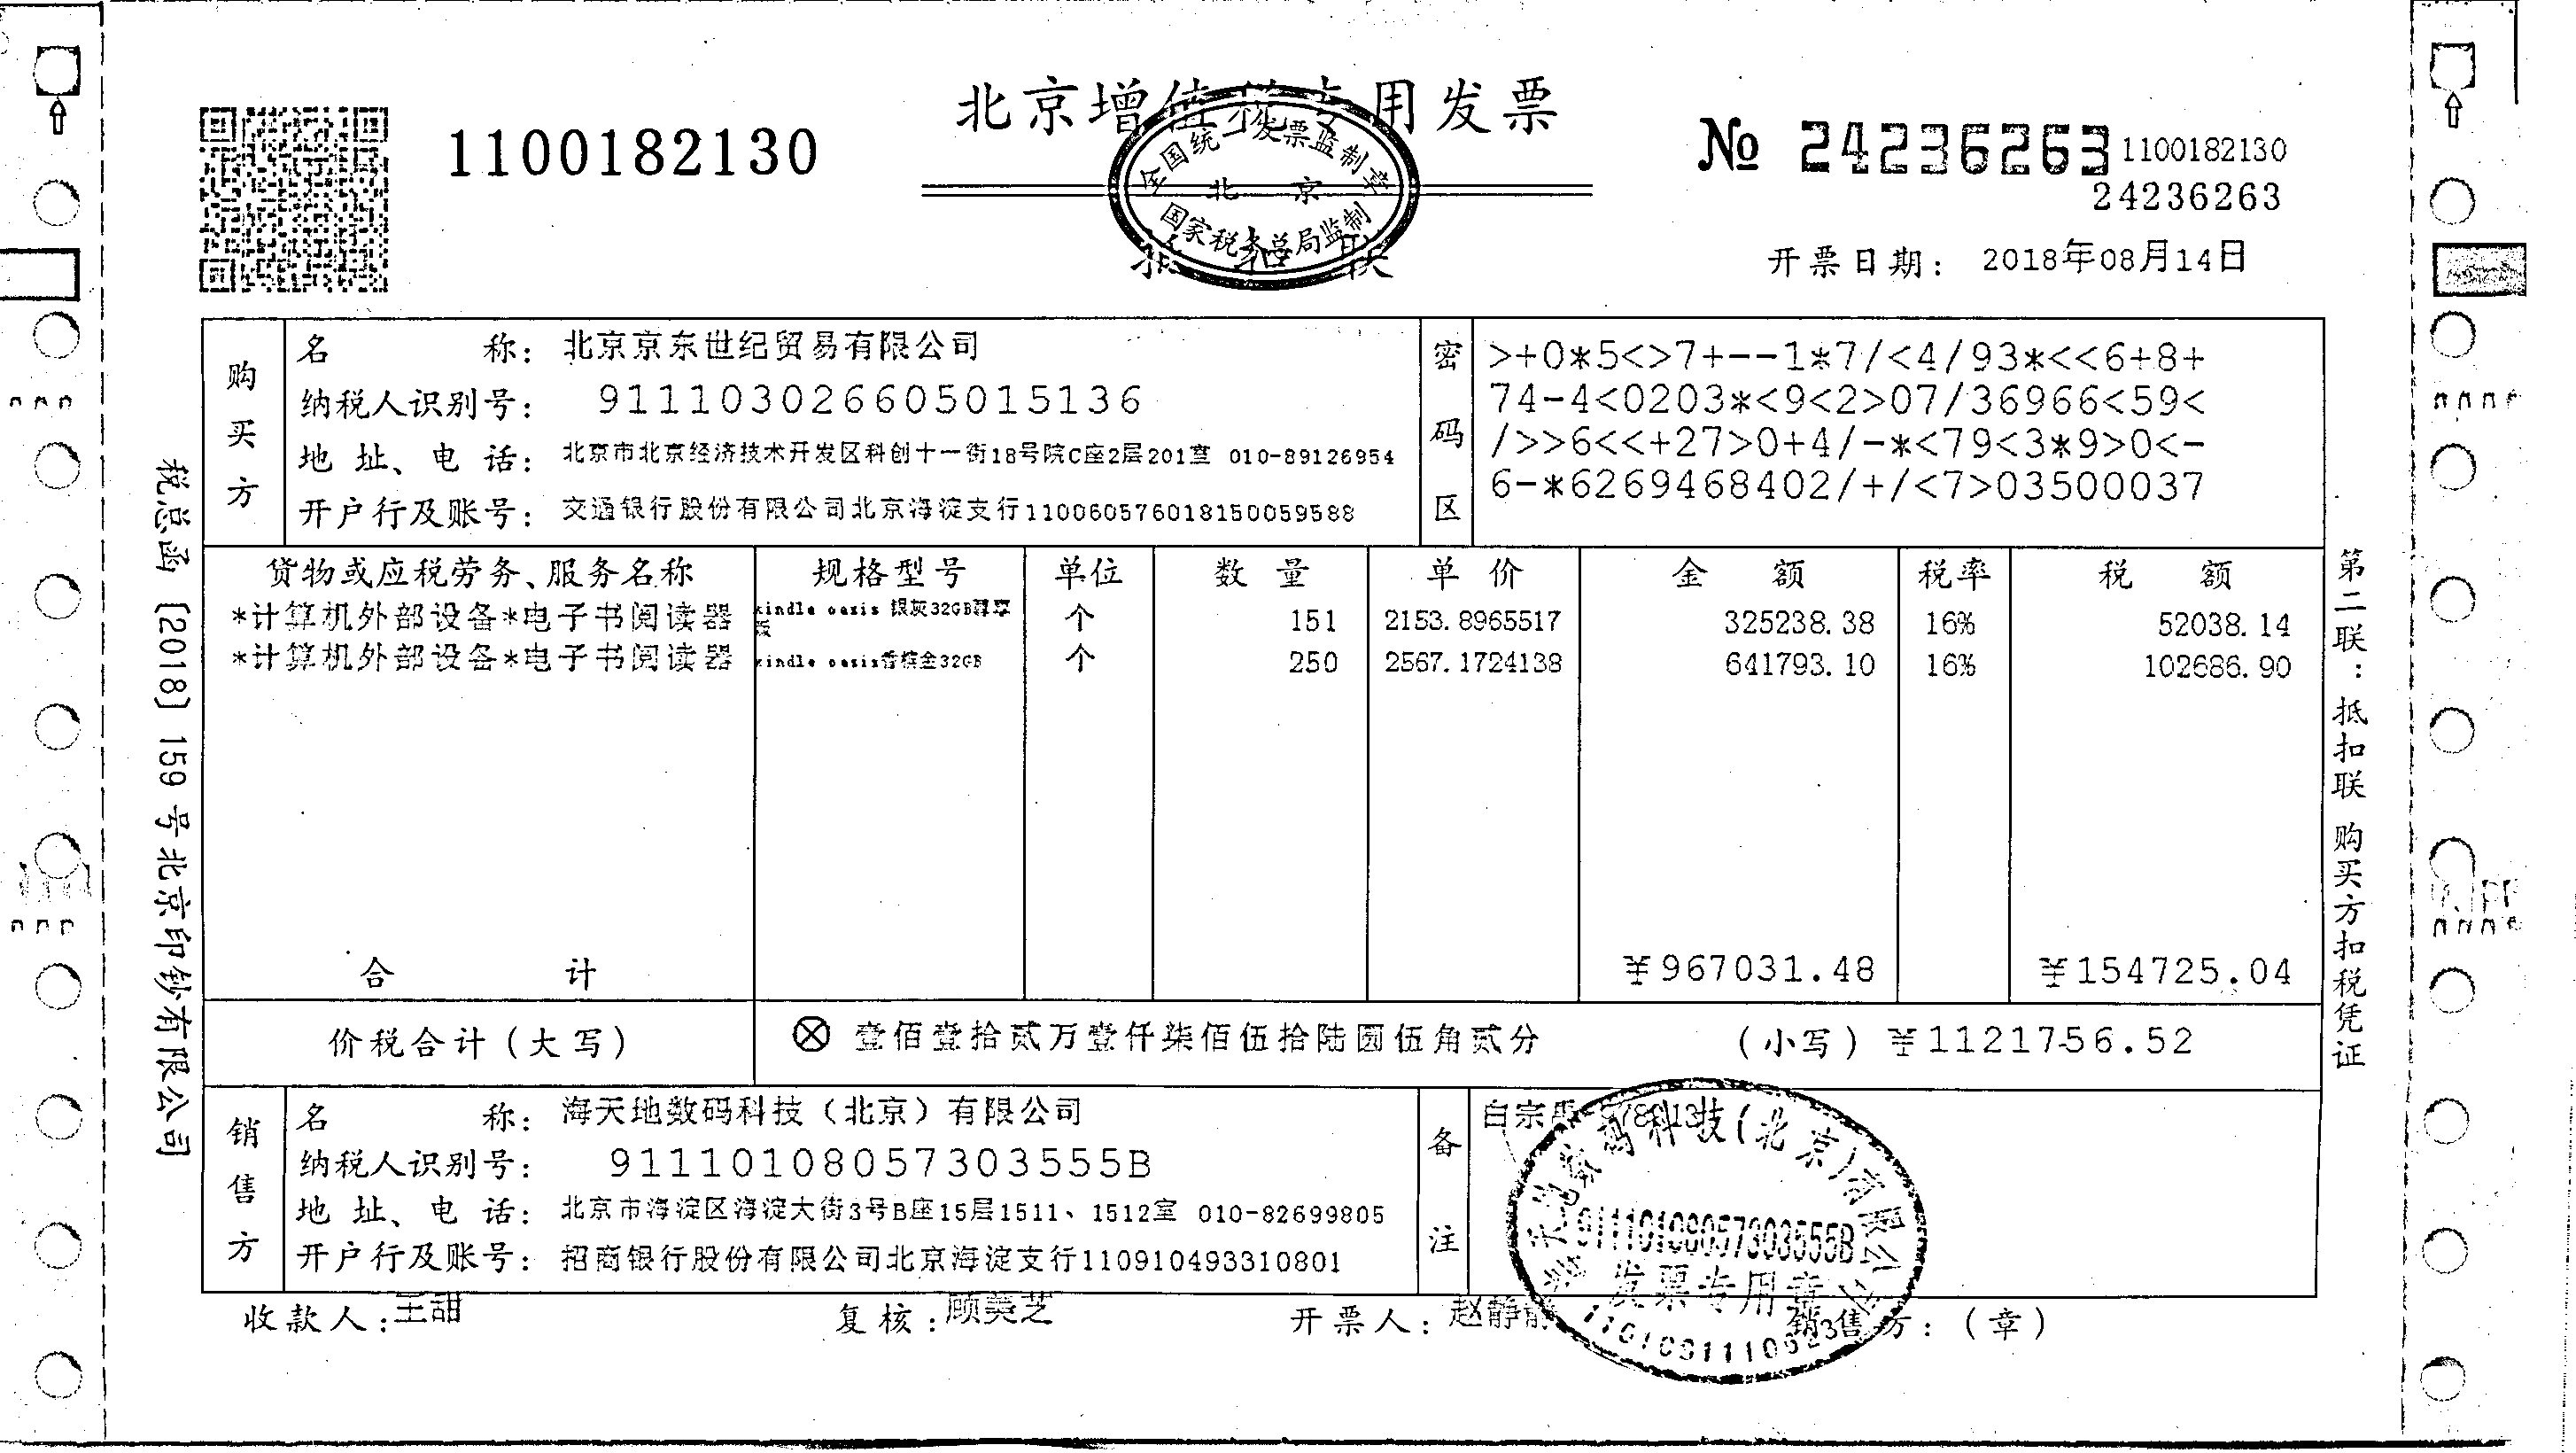 北京增值税专用发票
1100182130
№ 24236263
1100182130
24236263
全国统一发票监制章
北京
国家税务总局监制
抵扣联
开票日期： 2018年08月14日
购买方
名称： 北京京东世纪贸易有限公司
纳税人识别号： 911103026605015136
地址、电话： 北京市北京经济技术开发区科创十一街18号院C座2层201室 010-89126954
开户行及账号： 交通银行股份有限公司北京海淀支行110060576018150059588
密码区
>+0*5<>7+--1*7/<4/93*<<6+8+
74-4<0203*<9<2>07/36966<59<
/>>6<<+27>0+4/-*<79<3*9>0<-
6-*6269468402/+/<7>03500037
货物或应税劳务、服务名称 规格型号 单位 数量 单价 金额 税率 税额
*计算机外部设备*电子书阅读器 kindle oasis 银灰32GB尊享版 个 151 2153.8965517 325238.38 16% 52038.14
*计算机外部设备*电子书阅读器 kindle oasis香槟金32GB 个 250 2567.1724138 641793.10 16% 102686.90
合计 ¥967031.48 ¥154725.04
价税合计（大写） ⊗ 壹佰壹拾贰万壹仟柒佰伍拾陆圆伍角贰分 （小写）¥1121756.52
销售方
名称： 海天地数码科技（北京）有限公司
纳税人识别号： 91110108057303555B
地址、电话： 北京市海淀区海淀大街3号B座15层1511、1512室 010-82699805
开户行及账号： 招商银行股份有限公司北京海淀支行110910493310801
备注
白宗
海天地数码科技（北京）有限公司
91110108057303555B
发票专用章
收款人：王甜 复核：顾美芝 开票人：赵静静 销售方：（章）
税总函〔2018〕159号北京印钞有限公司
第二联：抵扣联 购买方扣税凭证